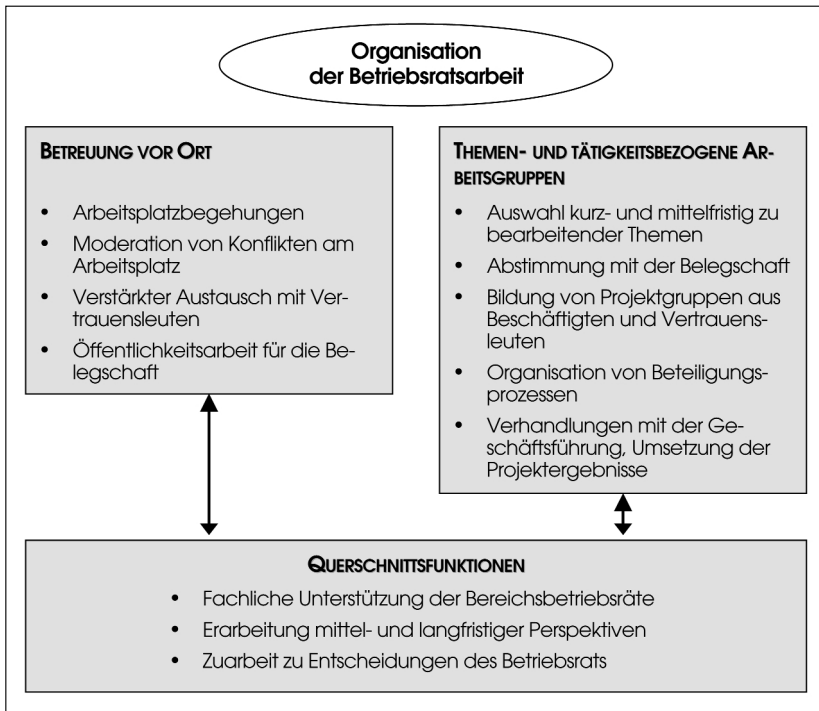 Organisation
der Betriebsratsarbeit
BETREUUNG VOR ORT
• Arbeitsplatzbegehungen
• Moderation von Konflikten am
Arbeitsplatz
• Verstärkter Austausch mit Ver-
trauensleuten
• Öffentlichkeitsarbeit für die Be-
legschaft
THEMEN- UND TÄTIGKEITSBEZOGENE AR-
BEITSGRUPPEN
• Auswahl kurz- und mittelfristig zu
bearbeitender Themen
• Abstimmung mit der Belegschaft
• Bildung von Projektgruppen aus
Beschäftigten und Vertrauens-
leuten
• Organisation von Beteiligungs-
prozessen
• Verhandlungen mit der Ge-
schäftsführung, Umsetzung der
Projektergebnisse
QUERSCHNITTSFUNKTIONEN
• Fachliche Unterstützung der Bereichsbetriebsräte
• Erarbeitung mittel- und langfristiger Perspektiven
• Zuarbeit zu Entscheidungen des Betriebsrats